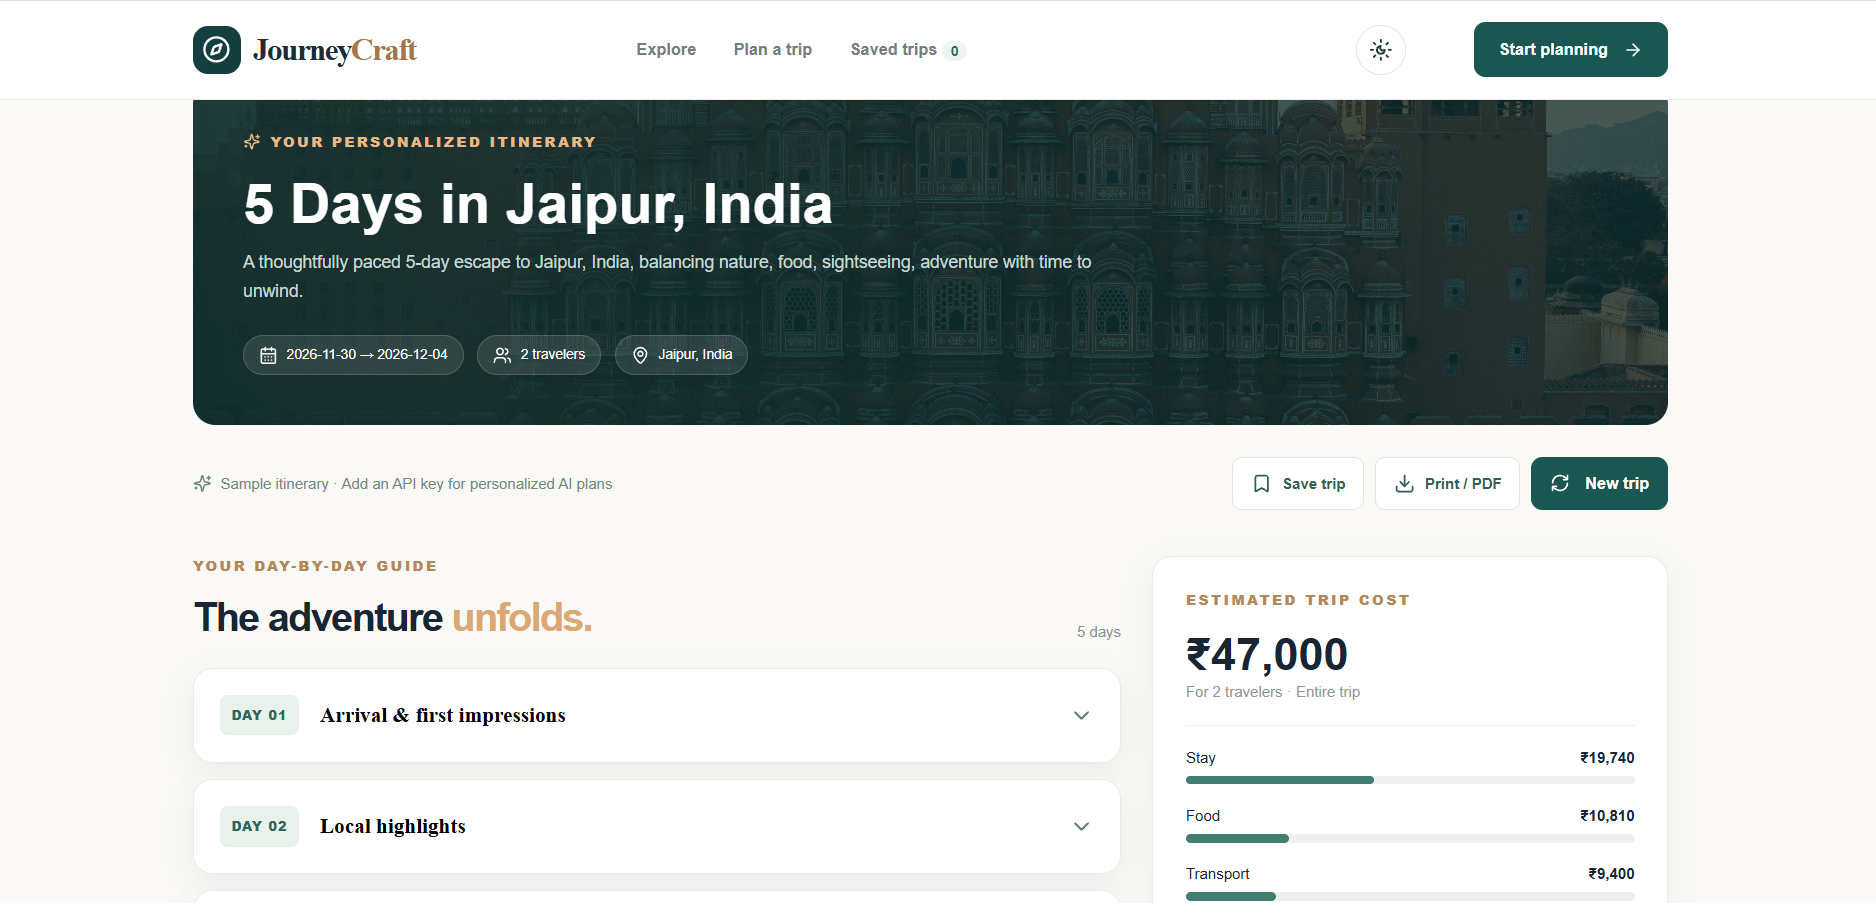 JourneyCraft
Explore
Plan a trip
Saved trips 0
Start planning
YOUR PERSONALIZED ITINERARY
5 Days in Jaipur, India
A thoughtfully paced 5-day escape to Jaipur, India, balancing nature, food, sightseeing, adventure with time to
unwind.
2026-11-30 → 2026-12-04
2 travelers
Jaipur, India
Sample itinerary · Add an API key for personalized AI plans
Save trip
Print / PDF
New trip
YOUR DAY-BY-DAY GUIDE
The adventure unfolds.
5 days
DAY 01 Arrival & first impressions
DAY 02 Local highlights
ESTIMATED TRIP COST
₹47,000
For 2 travelers · Entire trip
Stay ₹19,740
Food ₹10,810
Transport ₹9,400